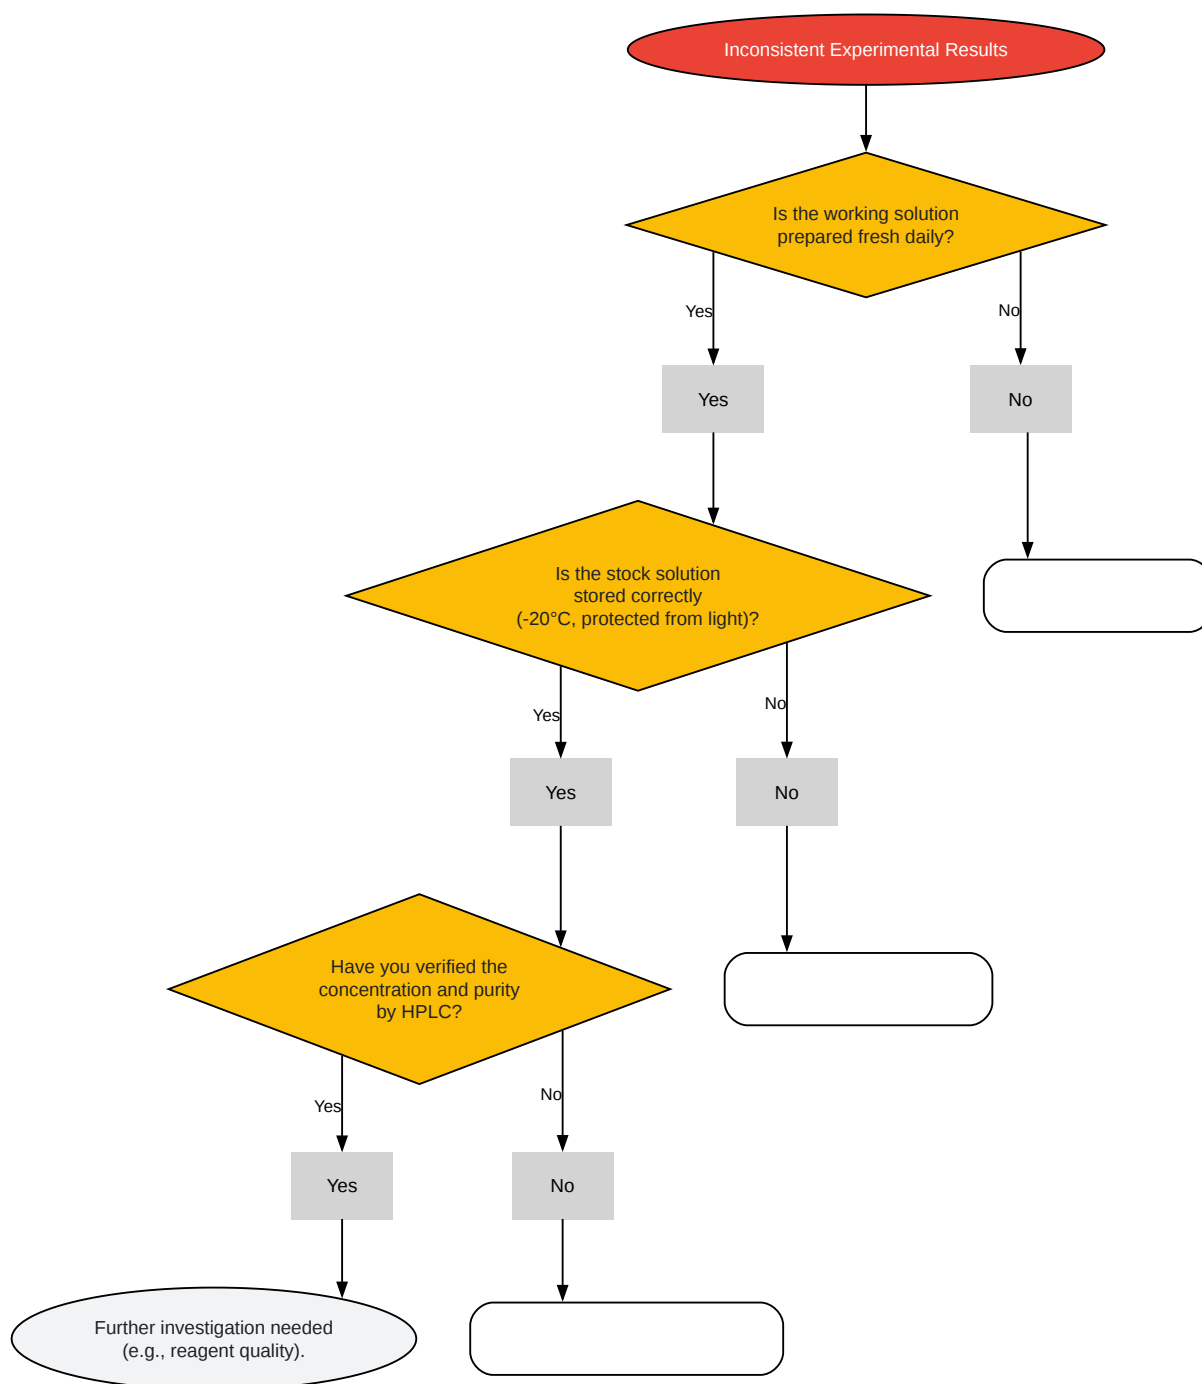 Inconsistent Experimental Results
Is the working solution
prepared fresh daily?
Yes
No
Yes
No
Is the stock solution
stored correctly
(-20°C, protected from light)?
Yes
No
Yes
No
Have you verified the
concentration and purity
by HPLC?
Yes
No
Yes
No
Further investigation needed
(e.g., reagent quality).